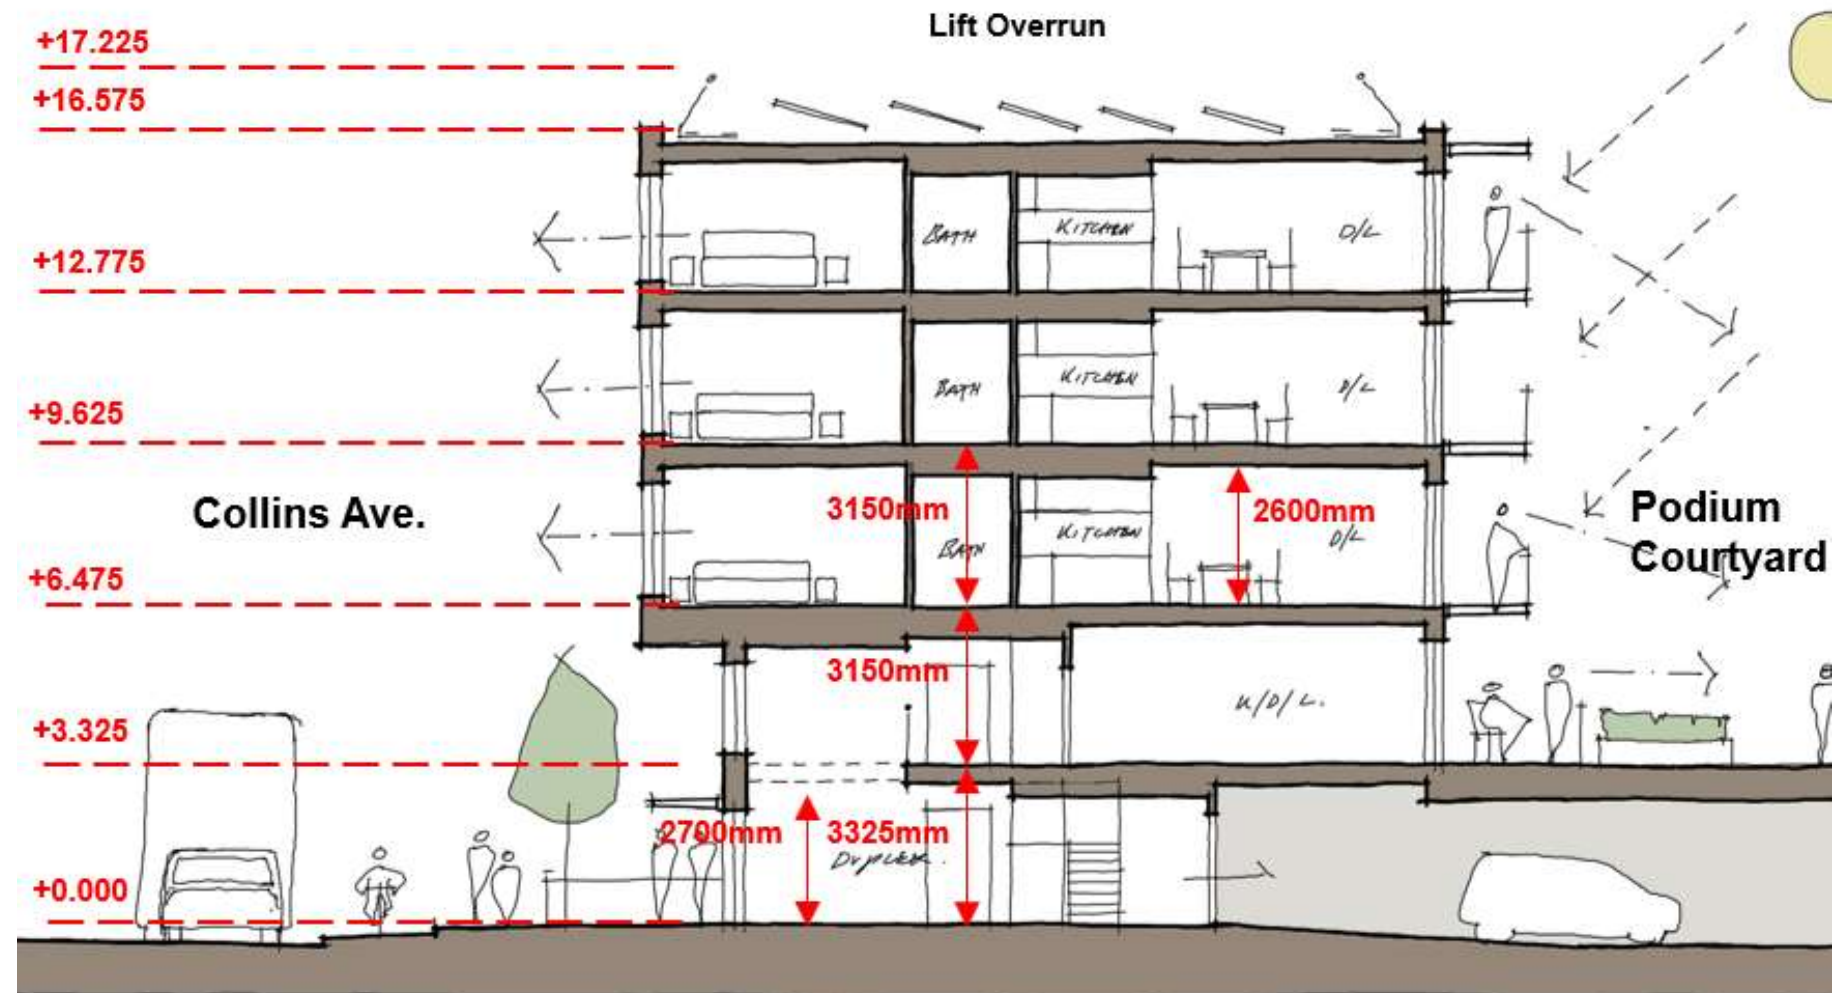 Lift Overrun
+17.225
+16.575
BATH
KITCHEN
D/L
+12.775
BATH
KITCHEN
D/L
+9.625
Collins Ave.
3150mm
2600mm
Podium
Courtyard
BATH
KITCHEN
D/L
+6.475
3150mm
K/D/L.
+3.325
2700mm
3325mm
DUPLEX.
+0.000